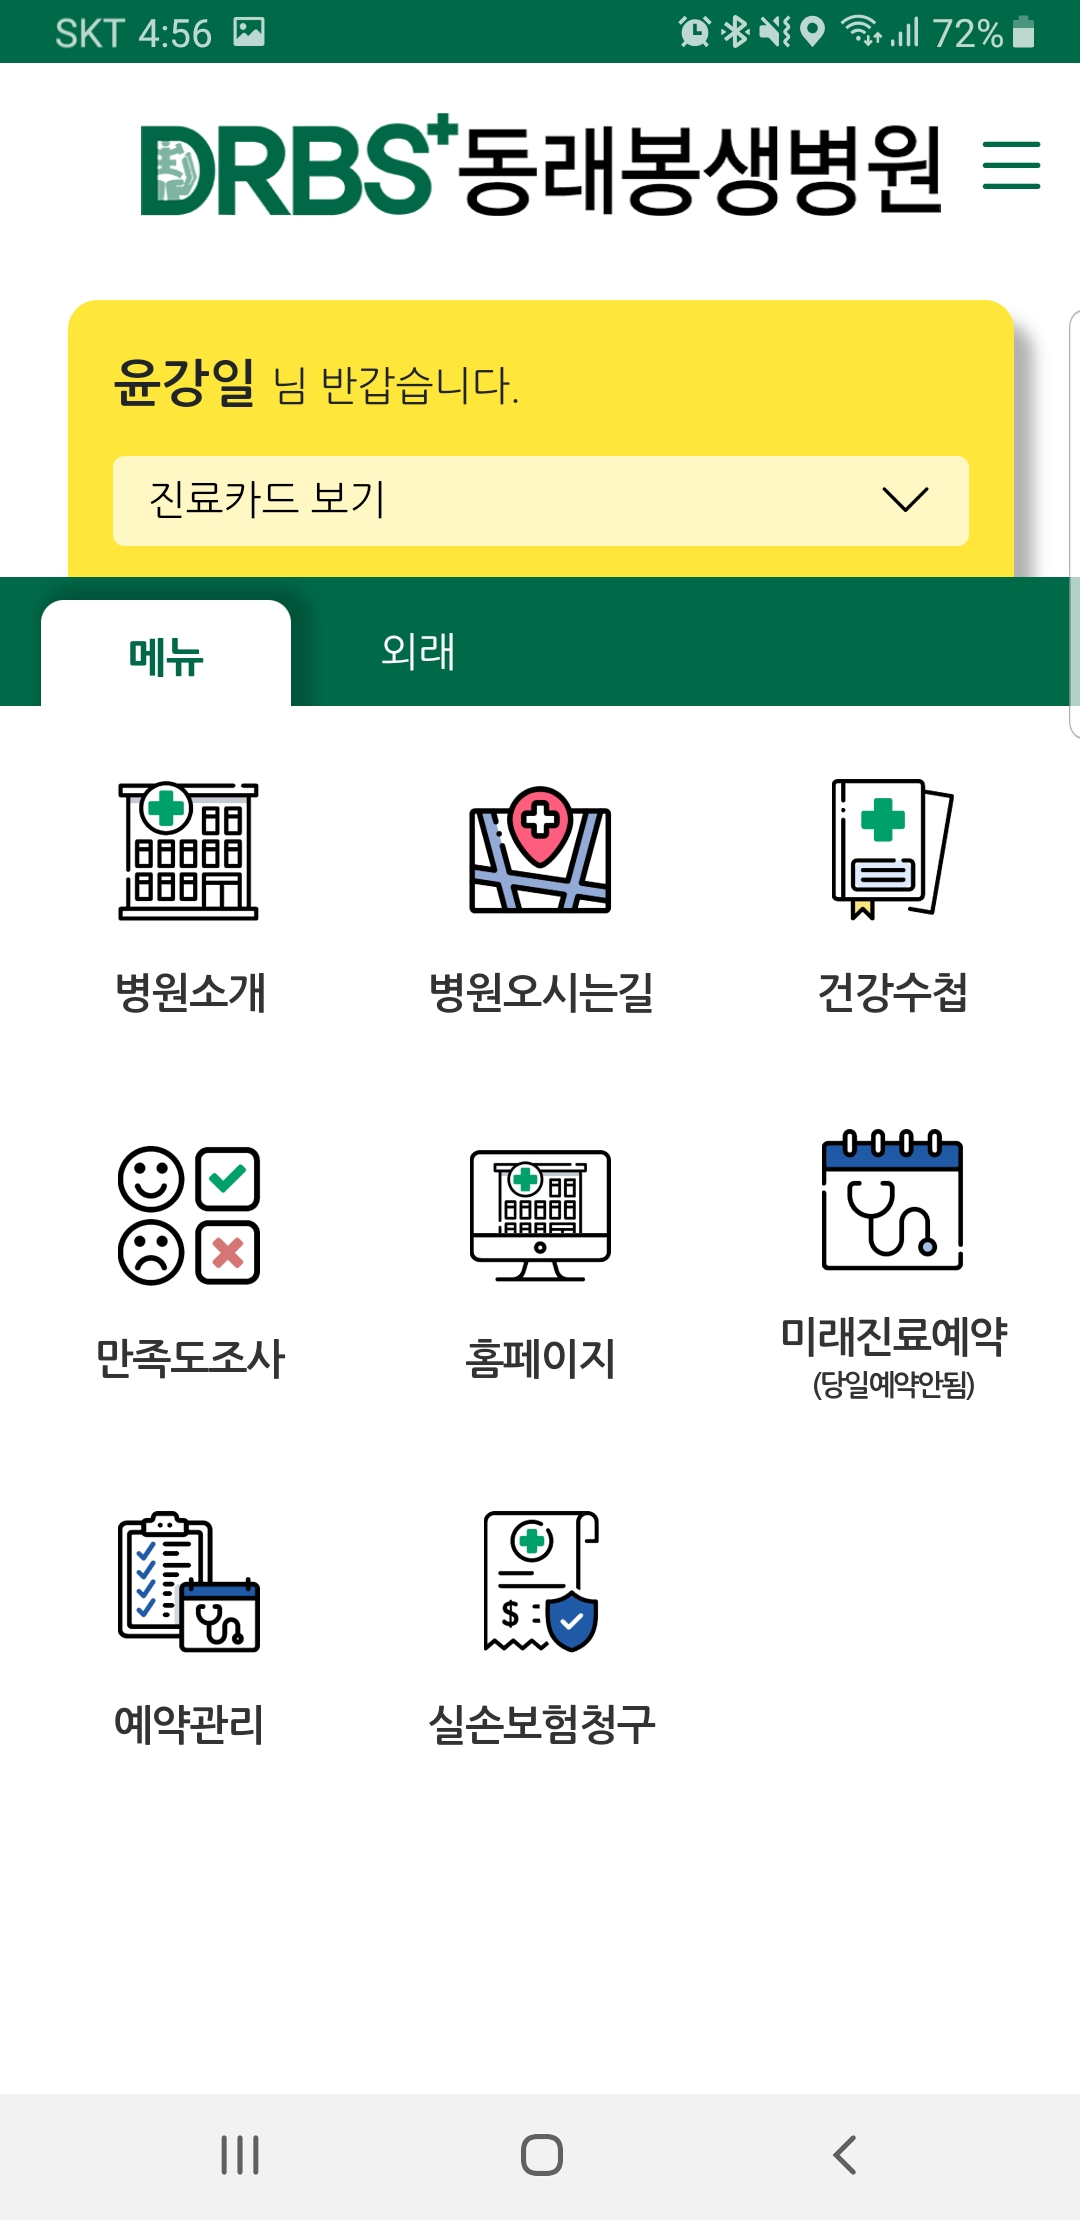 SKT 4:56 72%
DRBS+동래봉생병원
윤강일 님 반갑습니다.
진료카드 보기
메뉴 외래
병원소개 병원오시는길 건강수첩
만족도조사 홈페이지 미래진료예약
(당일예약안됨)
예약관리 실손보험청구